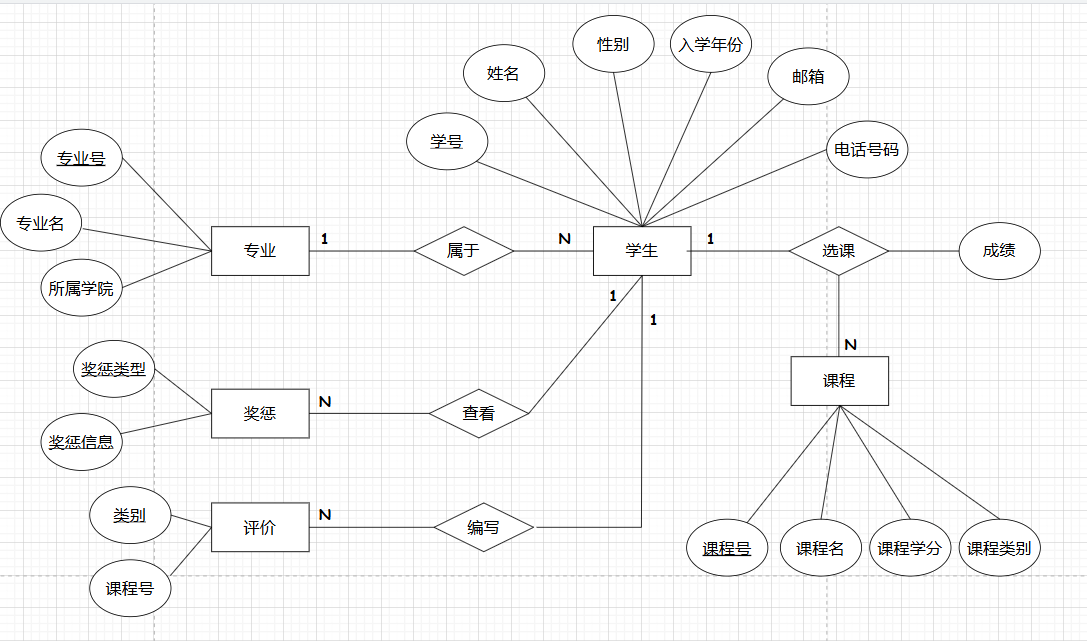 性别
入学年份
姓名
邮箱
学号
电话号码
专业号
专业名
所属学院
专业
1
属于
N
学生
1
选课
成绩
1
1
N
课程
奖惩类型
奖惩信息
奖惩
N
查看
类别
课程号
评价
N
编写
课程号
课程名
课程学分
课程类别